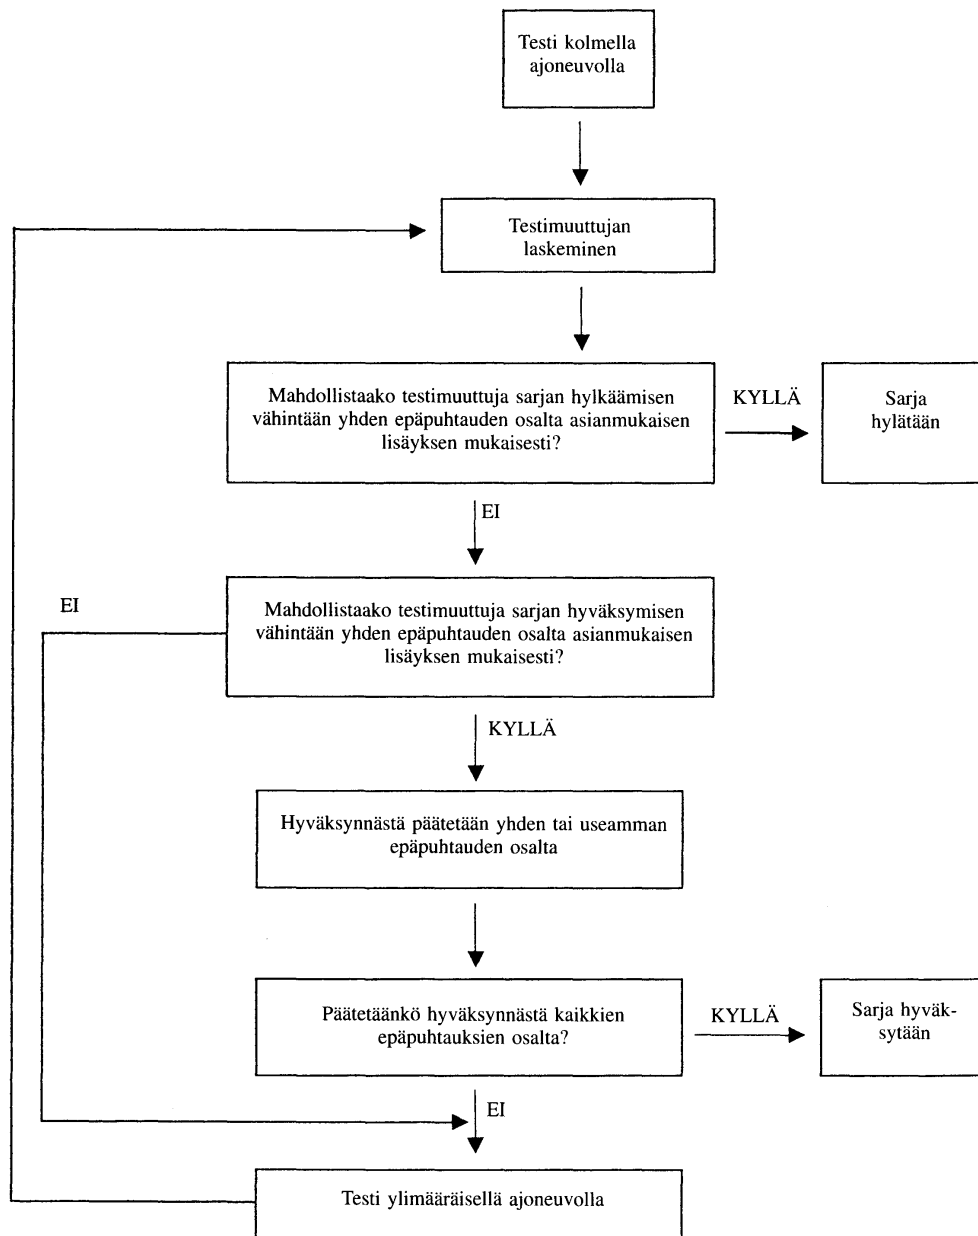 Testi kolmella
ajoneuvolla
Testimuuttujan
laskeminen
Mahdollistaako testimuuttuja sarjan hylkäämisen
vähintään yhden epäpuhtauden osalta asianmukaisen
lisäyksen mukaisesti?
KYLLÄ
Sarja
hylätään
EI
Mahdollistaako testimuuttuja sarjan hyväksymisen
vähintään yhden epäpuhtauden osalta asianmukaisen
lisäyksen mukaisesti?
EI
KYLLÄ
Hyväksynnästä päätetään yhden tai useamman
epäpuhtauden osalta
Päätetäänkö hyväksynnästä kaikkien
epäpuhtauksien osalta?
KYLLÄ
Sarja hyväk-
sytään
EI
Testi ylimääräisellä ajoneuvolla